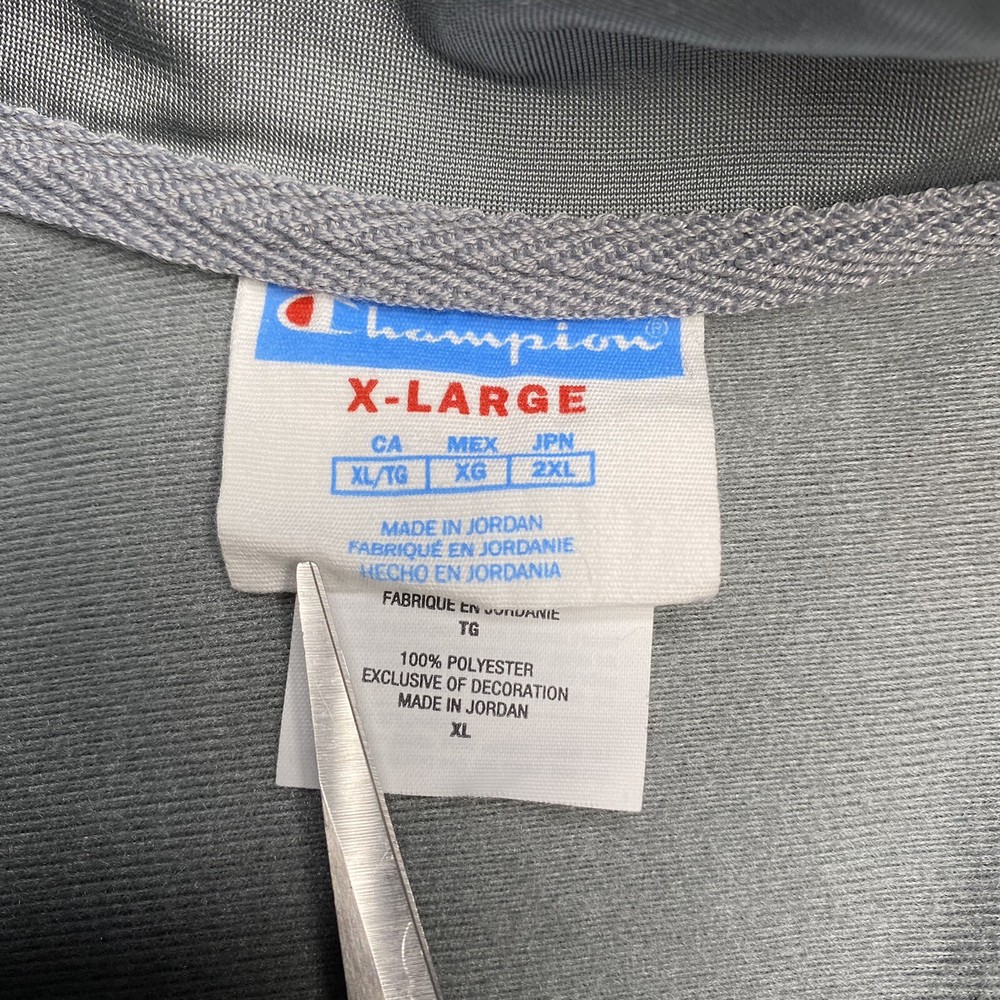 Champion®
X-LARGE
CA MEX JPN
XL/TG XG 2XL
MADE IN JORDAN
FABRIQUÉ EN JORDANIE
HECHO EN JORDANIA
FABRIQUE EN JORDANIE
TG
100% POLYESTER
EXCLUSIVE OF DECORATION
MADE IN JORDAN
XL